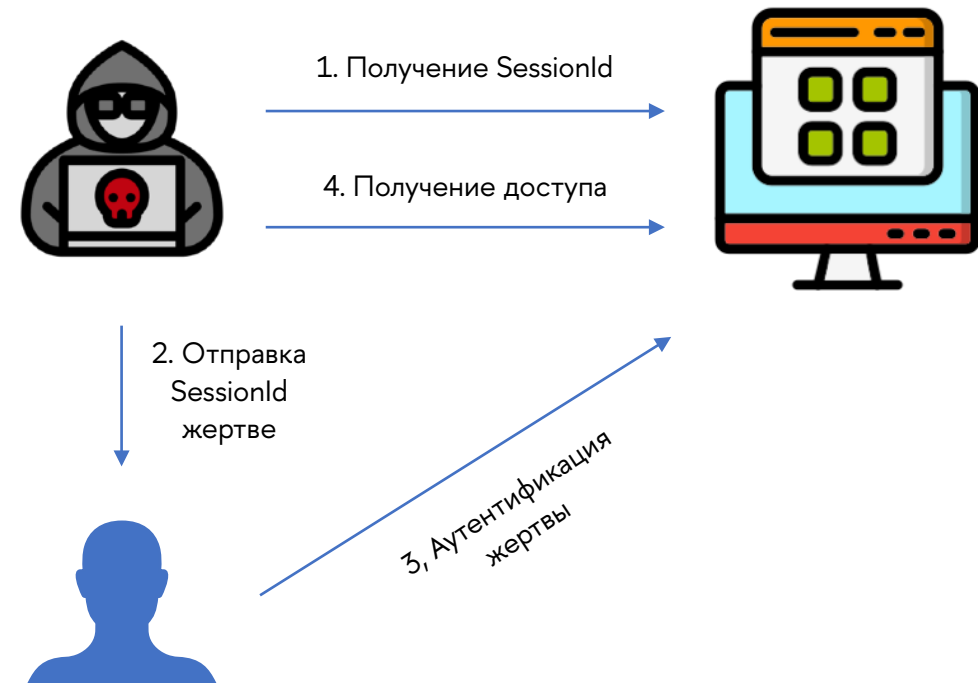 1. Получение SessionId
4. Получение доступа
2. Отправка
SessionId
жертве
3, Аутентификация
жертвы